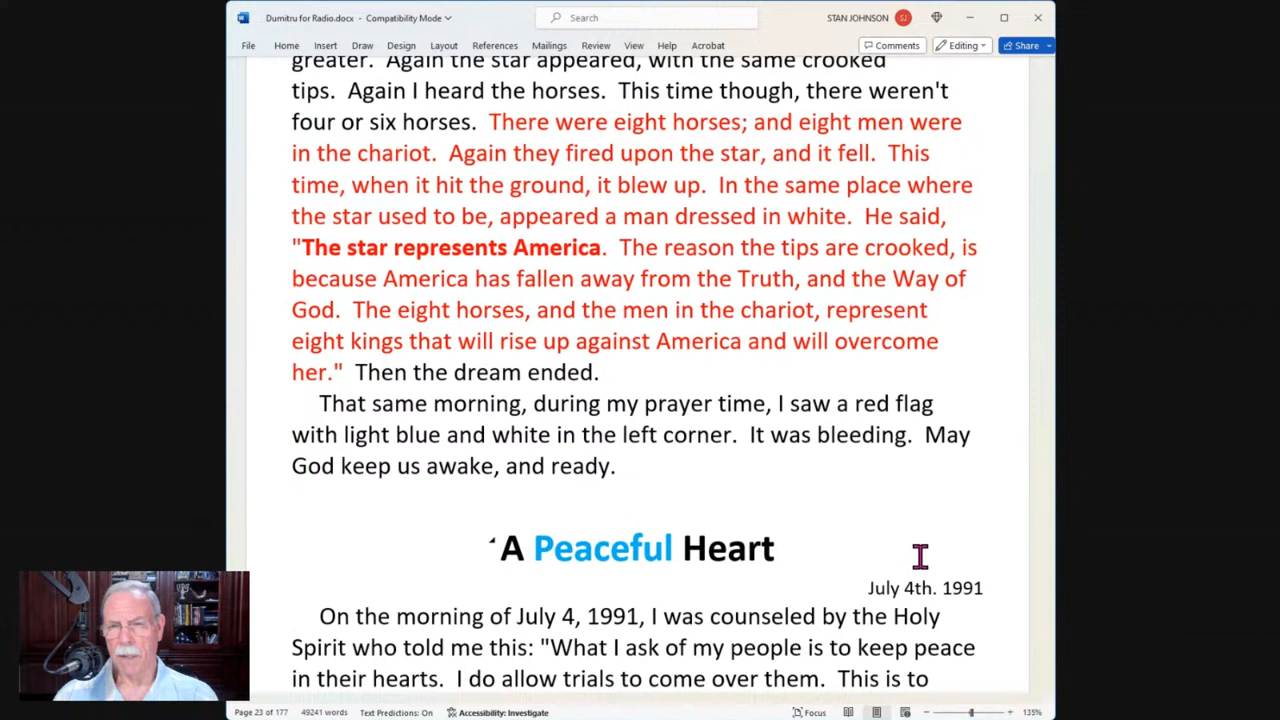 Dumitru for Radio.docx - Compatibility Mode
Search
STAN JOHNSON
SJ
File Home Insert Draw Design Layout References Mailings Review View Help Acrobat
Comments Editing Share
greater. Again the star appeared, with the same crooked
tips. Again I heard the horses. This time though, there weren't
four or six horses. There were eight horses; and eight men were
in the chariot. Again they fired upon the star, and it fell. This
time, when it hit the ground, it blew up. In the same place where
the star used to be, appeared a man dressed in white. He said,
"The star represents America. The reason the tips are crooked, is
because America has fallen away from the Truth, and the Way of
God. The eight horses, and the men in the chariot, represent
eight kings that will rise up against America and will overcome
her." Then the dream ended.
That same morning, during my prayer time, I saw a red flag
with light blue and white in the left corner. It was bleeding. May
God keep us awake, and ready.
‘A Peaceful Heart
July 4th. 1991
On the morning of July 4, 1991, I was counseled by the Holy
Spirit who told me this: "What I ask of my people is to keep peace
in their hearts. I do allow trials to come over them. This is to
Page 23 of 177 49241 words Text Predictions: On Accessibility: Investigate Focus 135%